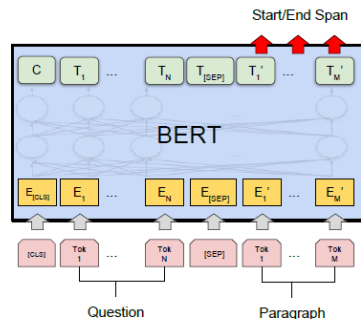 Start/End Span
C T1 ... TN T[SEP] T1' ... TM'
BERT
E[CLS] E1 ... EN E[SEP] E1' ... EM'
[CLS] Tok 1 ... Tok N [SEP] Tok 1 ... Tok M
Question Paragraph